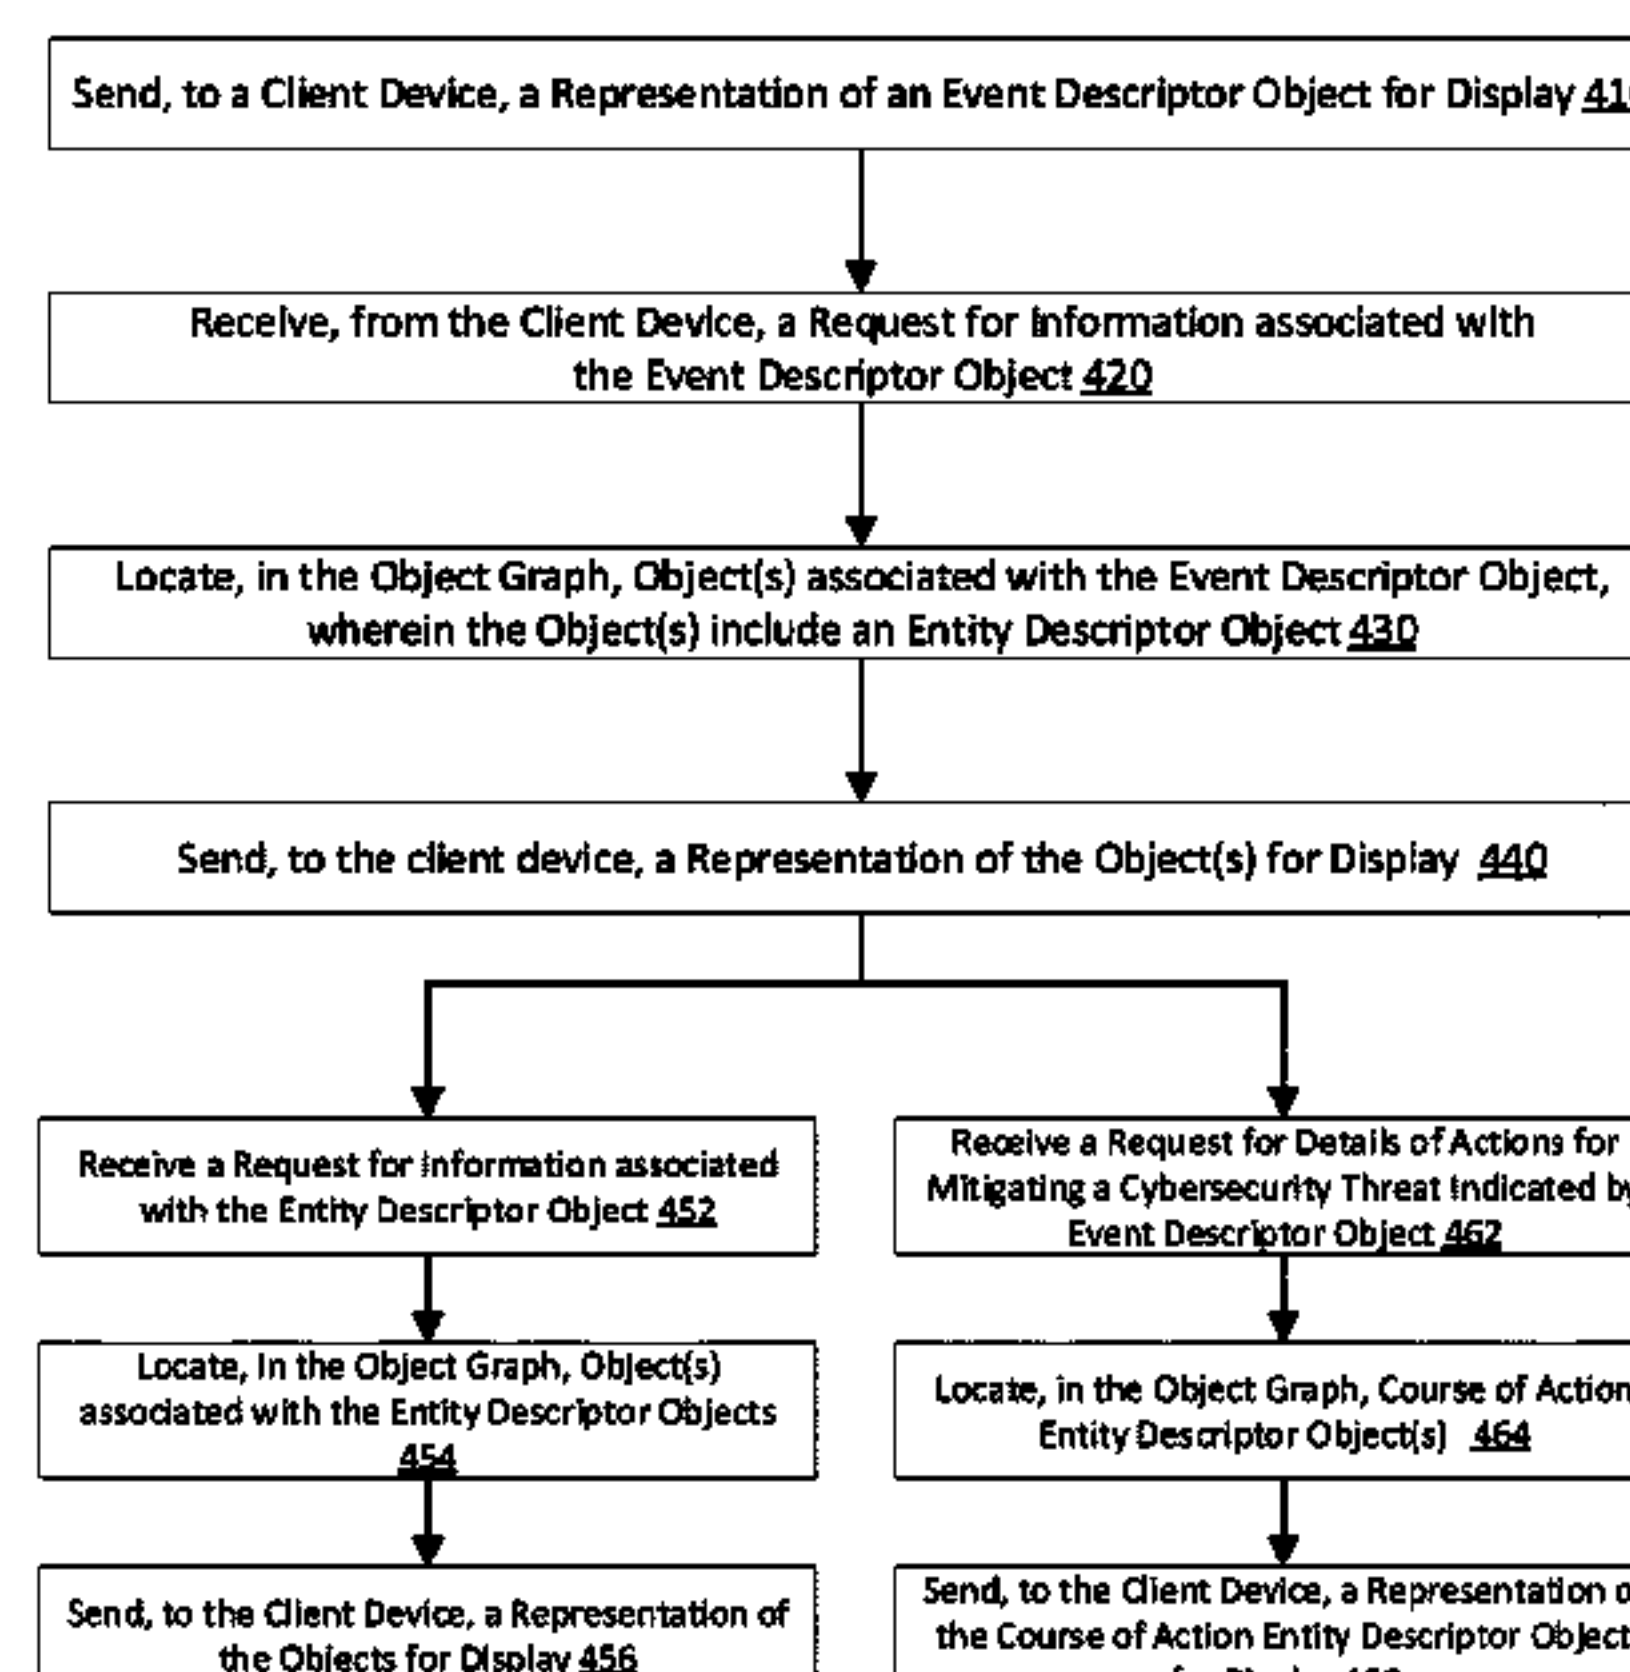 Send, to a Client Device, a Representation of an Event Descriptor Object for Display
Receive, from the Client Device, a Request for Information associated with
the Event Descriptor Object 420
Locate, in the Object Graph, Object(s) associated with the Event Descriptor Object,
wherein the Object(s) include an Entity Descriptor Object 430
Send, to the client device, a Representation of the Object(s) for Display 440
Receive a Request for Information associated
with the Entity Descriptor Object 452
Locate, in the Object Graph, Object(s)
associated with the Entity Descriptor Objects
454
Send, to the Client Device, a Representation of
the Objects for Display 456
Receive a Request for Details of Actions for
Mitigating a Cybersecurity Threat Indicated by
Event Descriptor Object 462
Locate, in the Object Graph, Course of Action
Entity Descriptor Object(s) 464
Send, to the Client Device, a Representation
the Course of Action Entity Descriptor Object